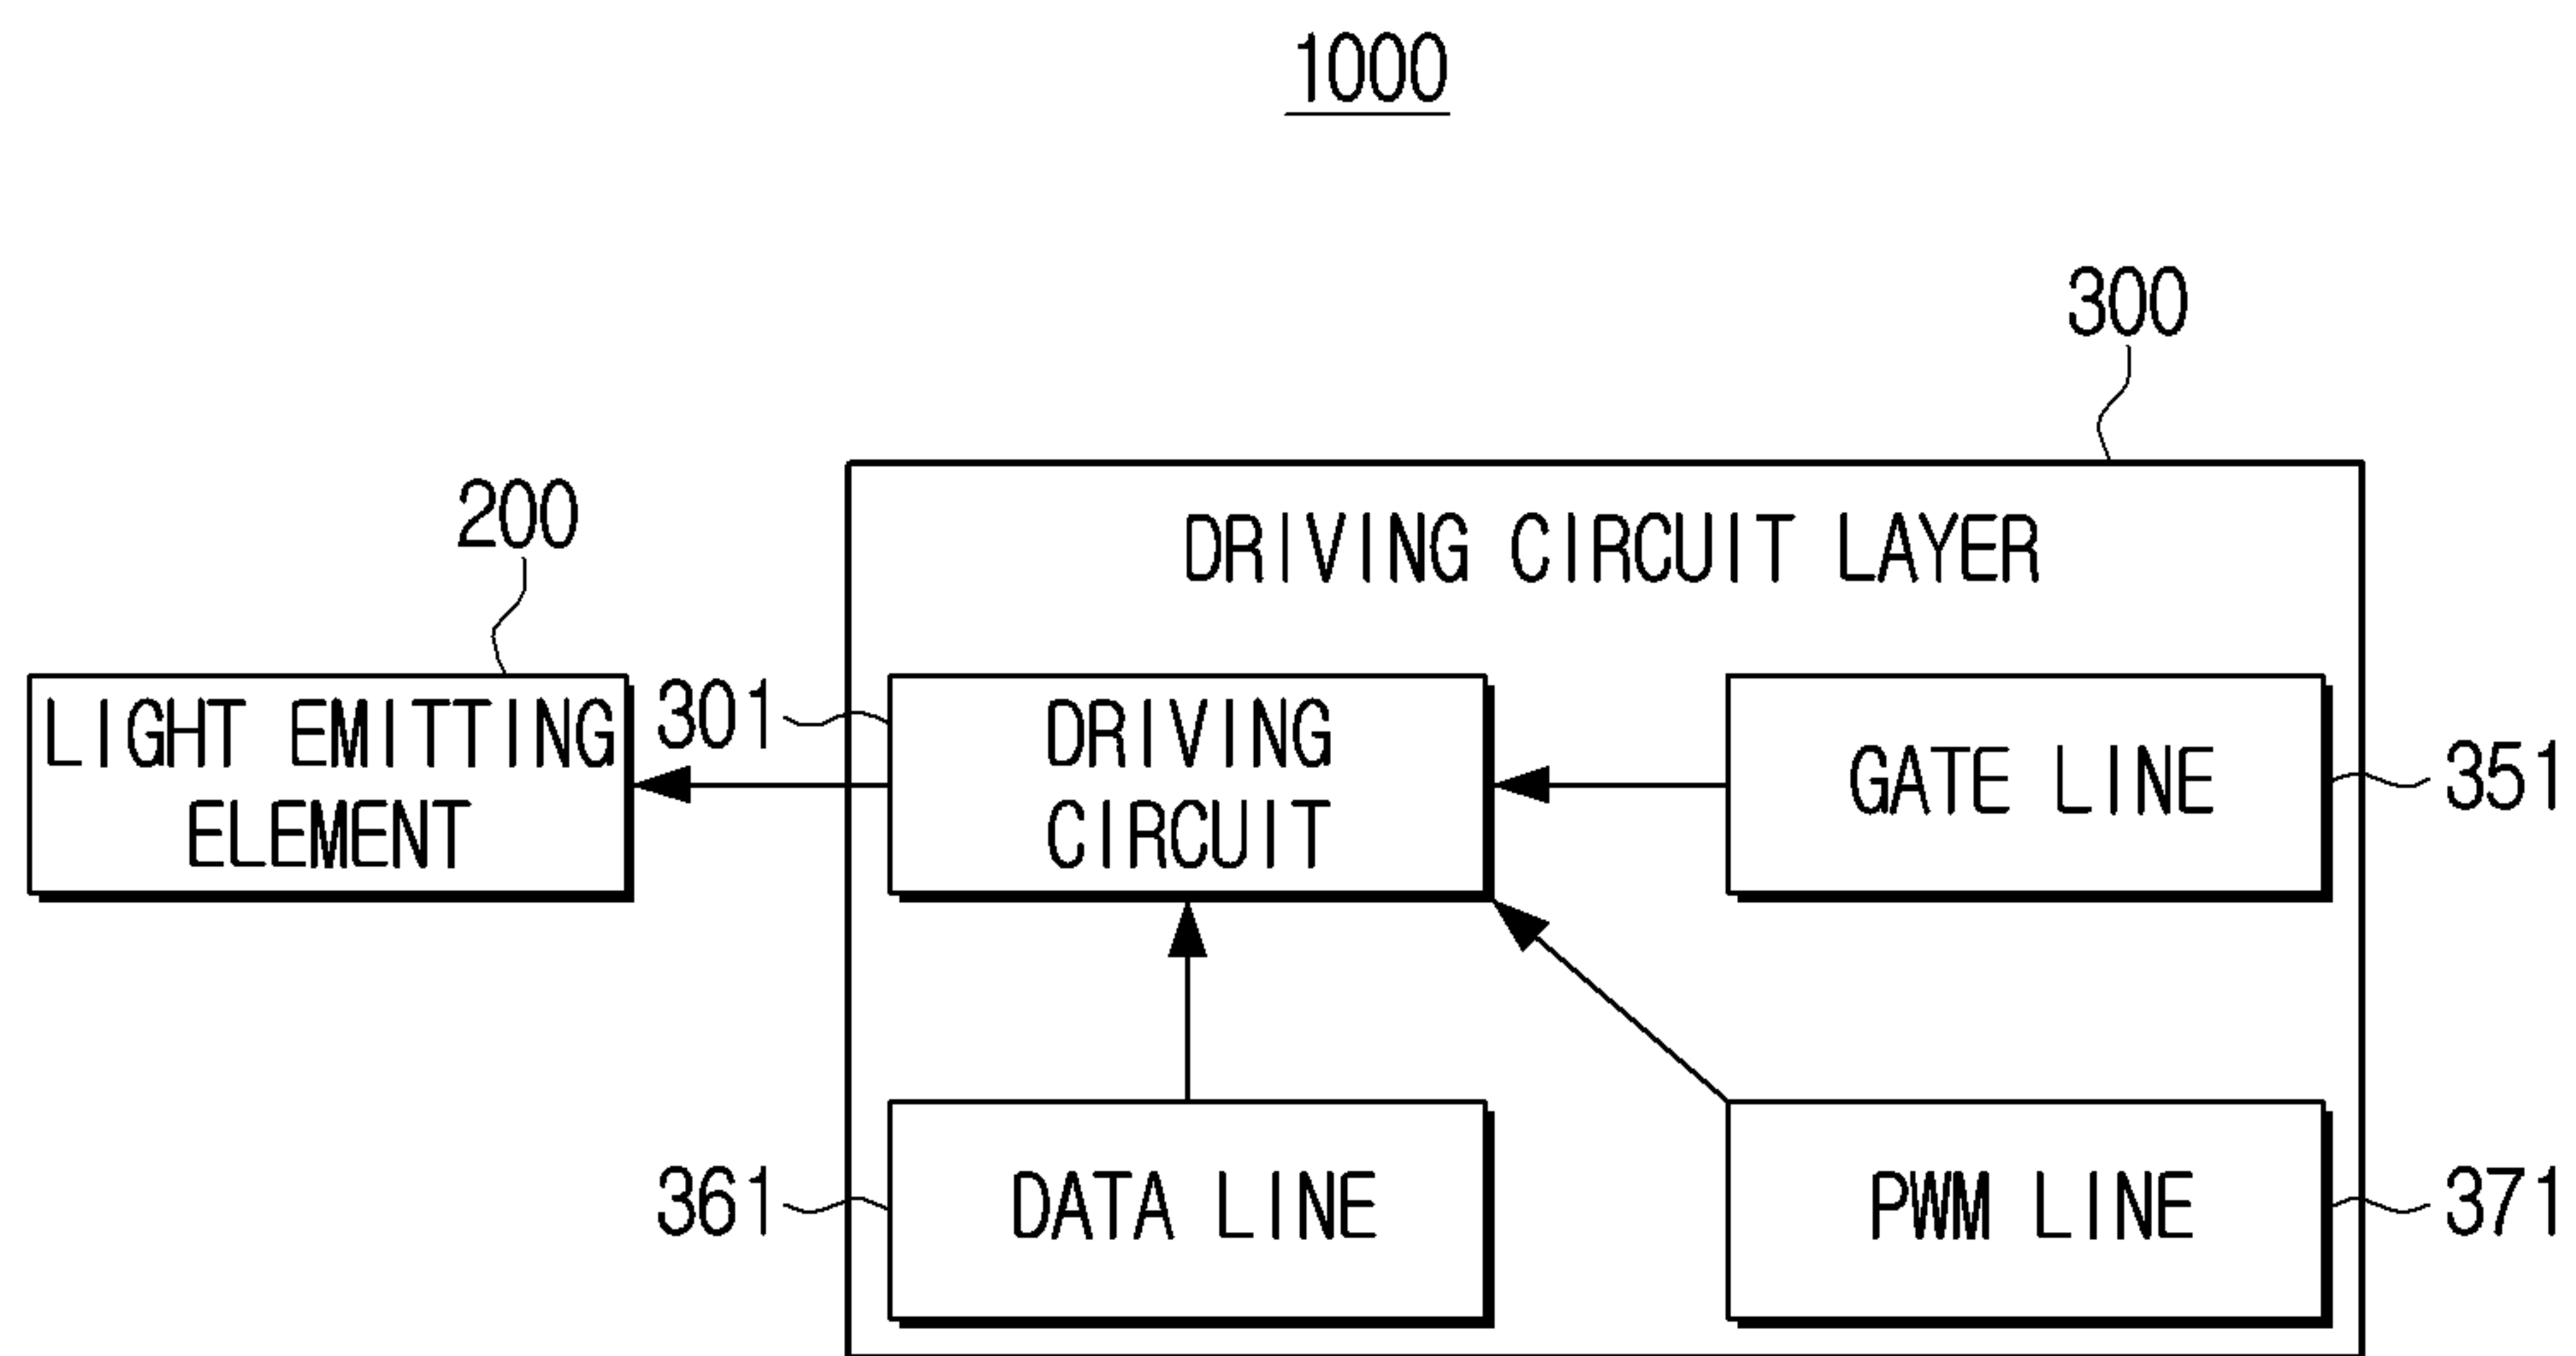 1000
300
200
DRIVING CIRCUIT LAYER
LIGHT EMITTING
ELEMENT
301
DRIVING
CIRCUIT
GATE LINE
351
361
DATA LINE
PWM LINE
371